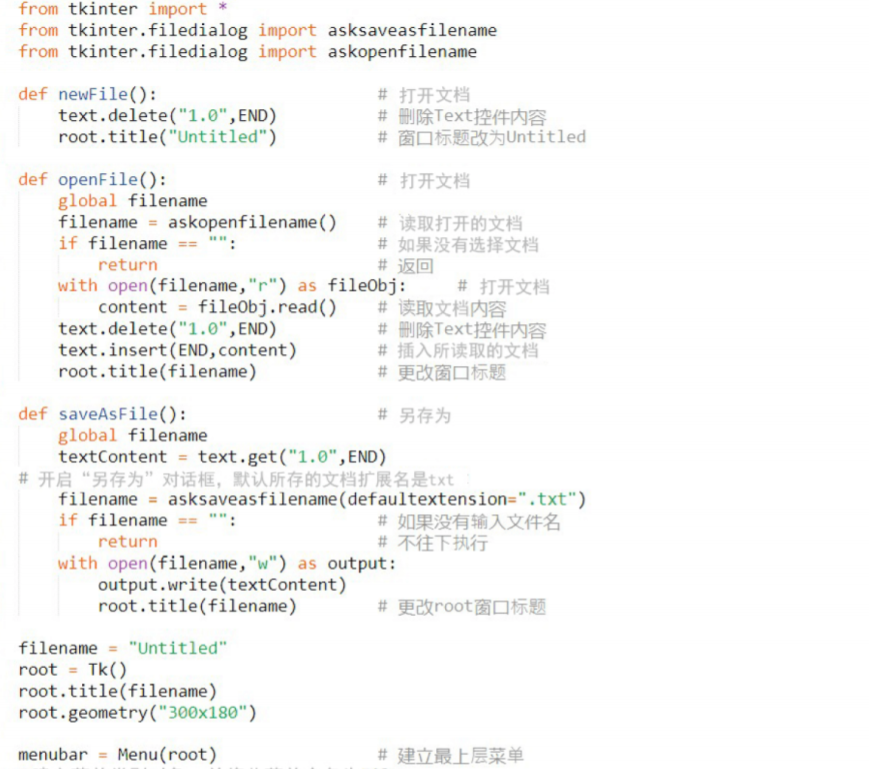 from tkinter import *
from tkinter.filedialog import asksaveasfilename
from tkinter.filedialog import askopenfilename
def newFile(): # 打开文档
text.delete("1.0",END) # 删除Text控件内容
root.title("Untitled") # 窗口标题改为Untitled
def openFile(): # 打开文档
global filename
filename = askopenfilename() # 读取打开的文档
if filename == "": # 如果没有选择文档
return # 返回
with open(filename,"r") as fileObj: # 打开文档
content = fileObj.read() # 读取文档内容
text.delete("1.0",END) # 删除Text控件内容
text.insert(END,content) # 插入所读取的文档
root.title(filename) # 更改窗口标题
def saveAsFile(): # 另存为
global filename
textContent = text.get("1.0",END)
# 开启“另存为”对话框，默认所存的文档扩展名是txt
filename = asksaveasfilename(defaultextension=".txt")
if filename == "": # 如果没有输入文件名
return # 不往下执行
with open(filename,"w") as output:
output.write(textContent)
root.title(filename) # 更改root窗口标题
filename = "Untitled"
root = Tk()
root.title(filename)
root.geometry("300x180")
menubar = Menu(root) # 建立最上层菜单